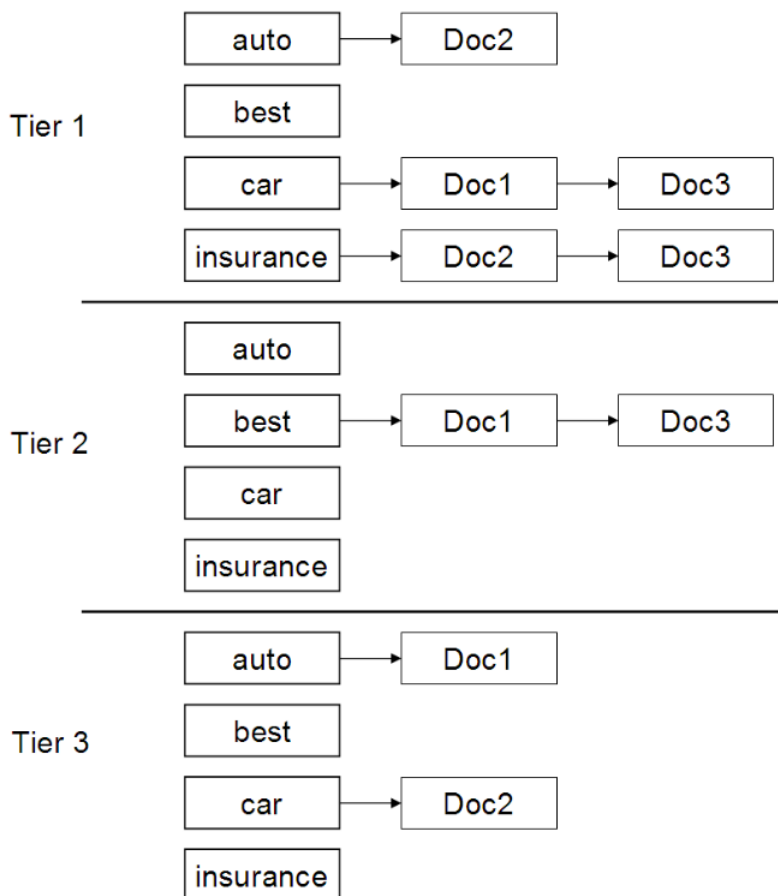 auto Doc2
Tier 1
best
car Doc1 Doc3
insurance Doc2 Doc3
auto
Tier 2
best Doc1 Doc3
car
insurance
auto Doc1
Tier 3
best
car Doc2
insurance